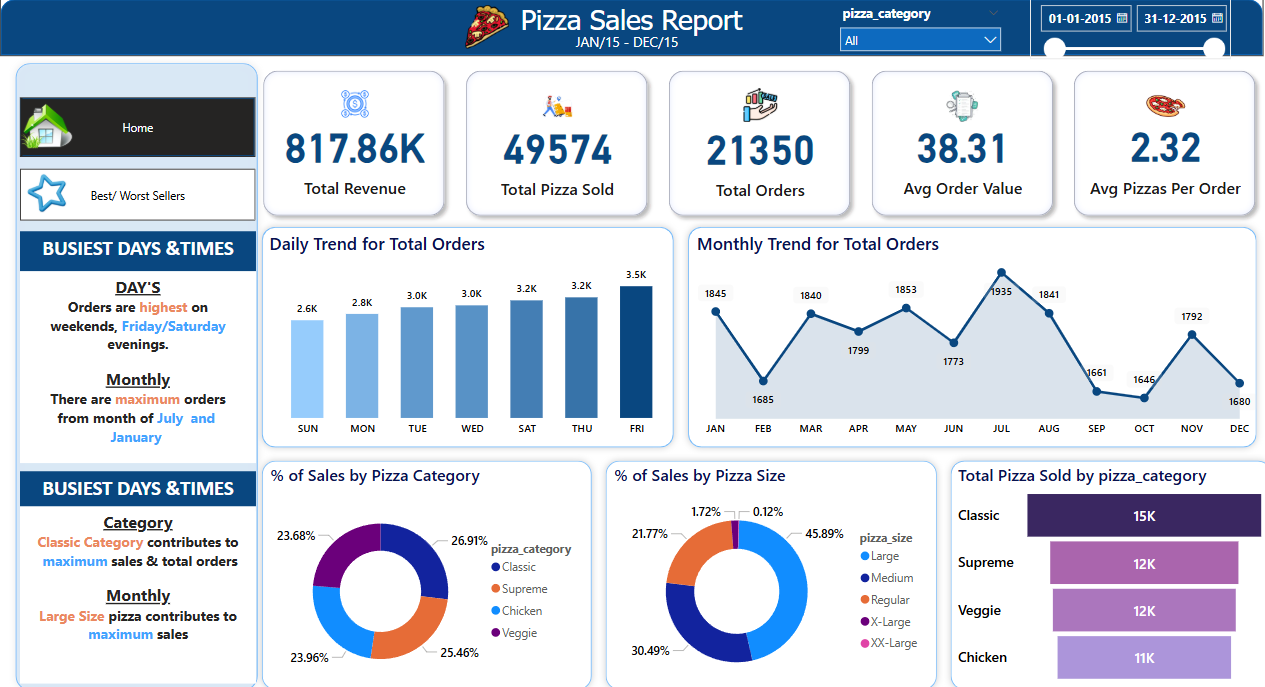 Pizza Sales Report
JAN/15 - DEC/15
pizza_category
All
01-01-2015
31-12-2015
Home
Best/ Worst Sellers
BUSIEST DAYS &TIMES
DAY'S
Orders are highest on
weekends, Friday/Saturday
evenings.
Monthly
There are maximum orders
from month of July and
January
BUSIEST DAYS &TIMES
Category
Classic Category contributes to
maximum sales & total orders
Monthly
Large Size pizza contributes to
maximum sales
817.86K
Total Revenue
49574
Total Pizza Sold
21350
Total Orders
38.31
Avg Order Value
2.32
Avg Pizzas Per Order
Daily Trend for Total Orders
2.6K
2.8K
3.0K
3.0K
3.2K
3.2K
3.5K
SUN
MON
TUE
WED
SAT
THU
FRI
Monthly Trend for Total Orders
1845
1685
1840
1799
1853
1773
1935
1841
1661
1646
1792
1680
JAN
FEB
MAR
APR
MAY
JUN
JUL
AUG
SEP
OCT
NOV
DEC
% of Sales by Pizza Category
26.91%
25.46%
23.96%
23.68%
pizza_category
Classic
Supreme
Chicken
Veggie
% of Sales by Pizza Size
1.72%
0.12%
45.89%
30.49%
21.77%
pizza_size
Large
Medium
Regular
X-Large
XX-Large
Total Pizza Sold by pizza_category
Classic
15K
Supreme
12K
Veggie
12K
Chicken
11K